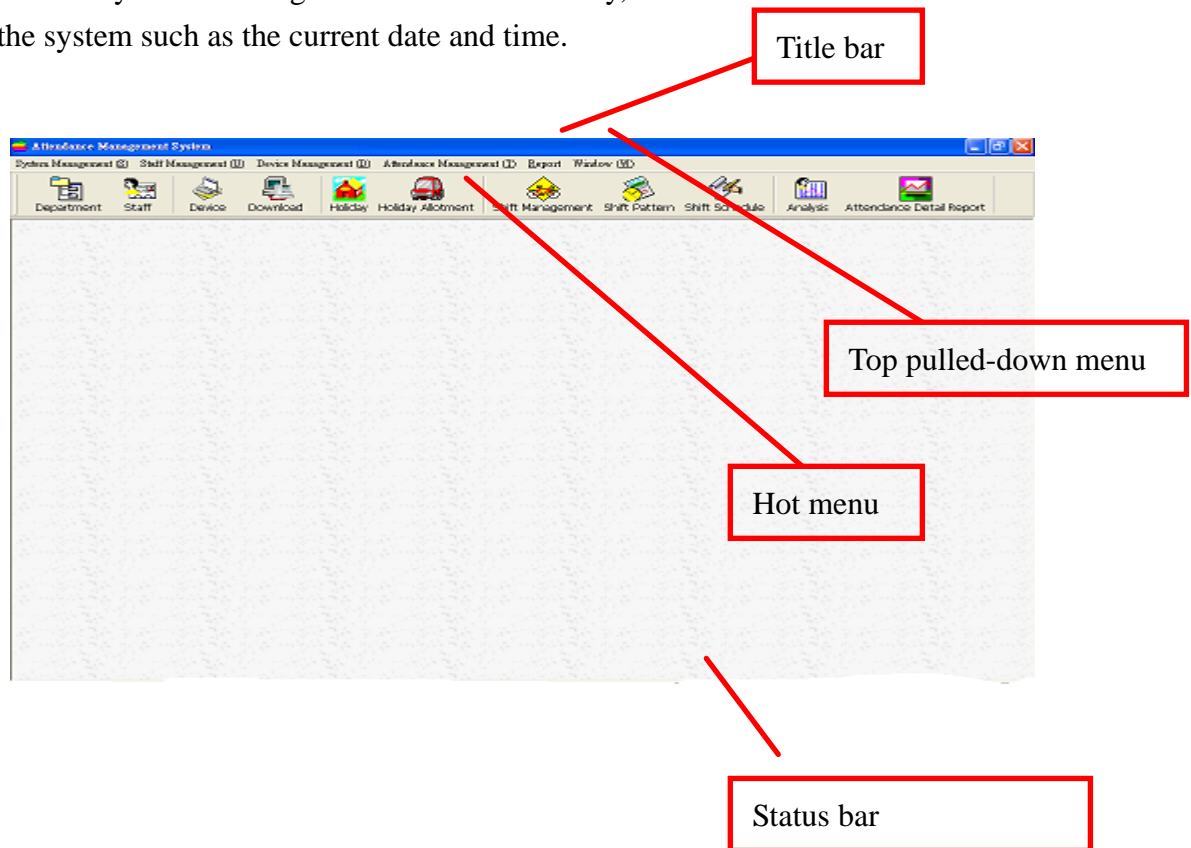 the system such as the current date and time.
Title bar
Attendance Management System
System Management (S) Staff Management (U) Device Management (D) Attendance Management (T) Report Window (W)
Department Staff Device Download Holiday Holiday Allotment Shift Management Shift Pattern Shift Schedule Analysis Attendance Detail Report
Top pulled-down menu
Hot menu
Status bar